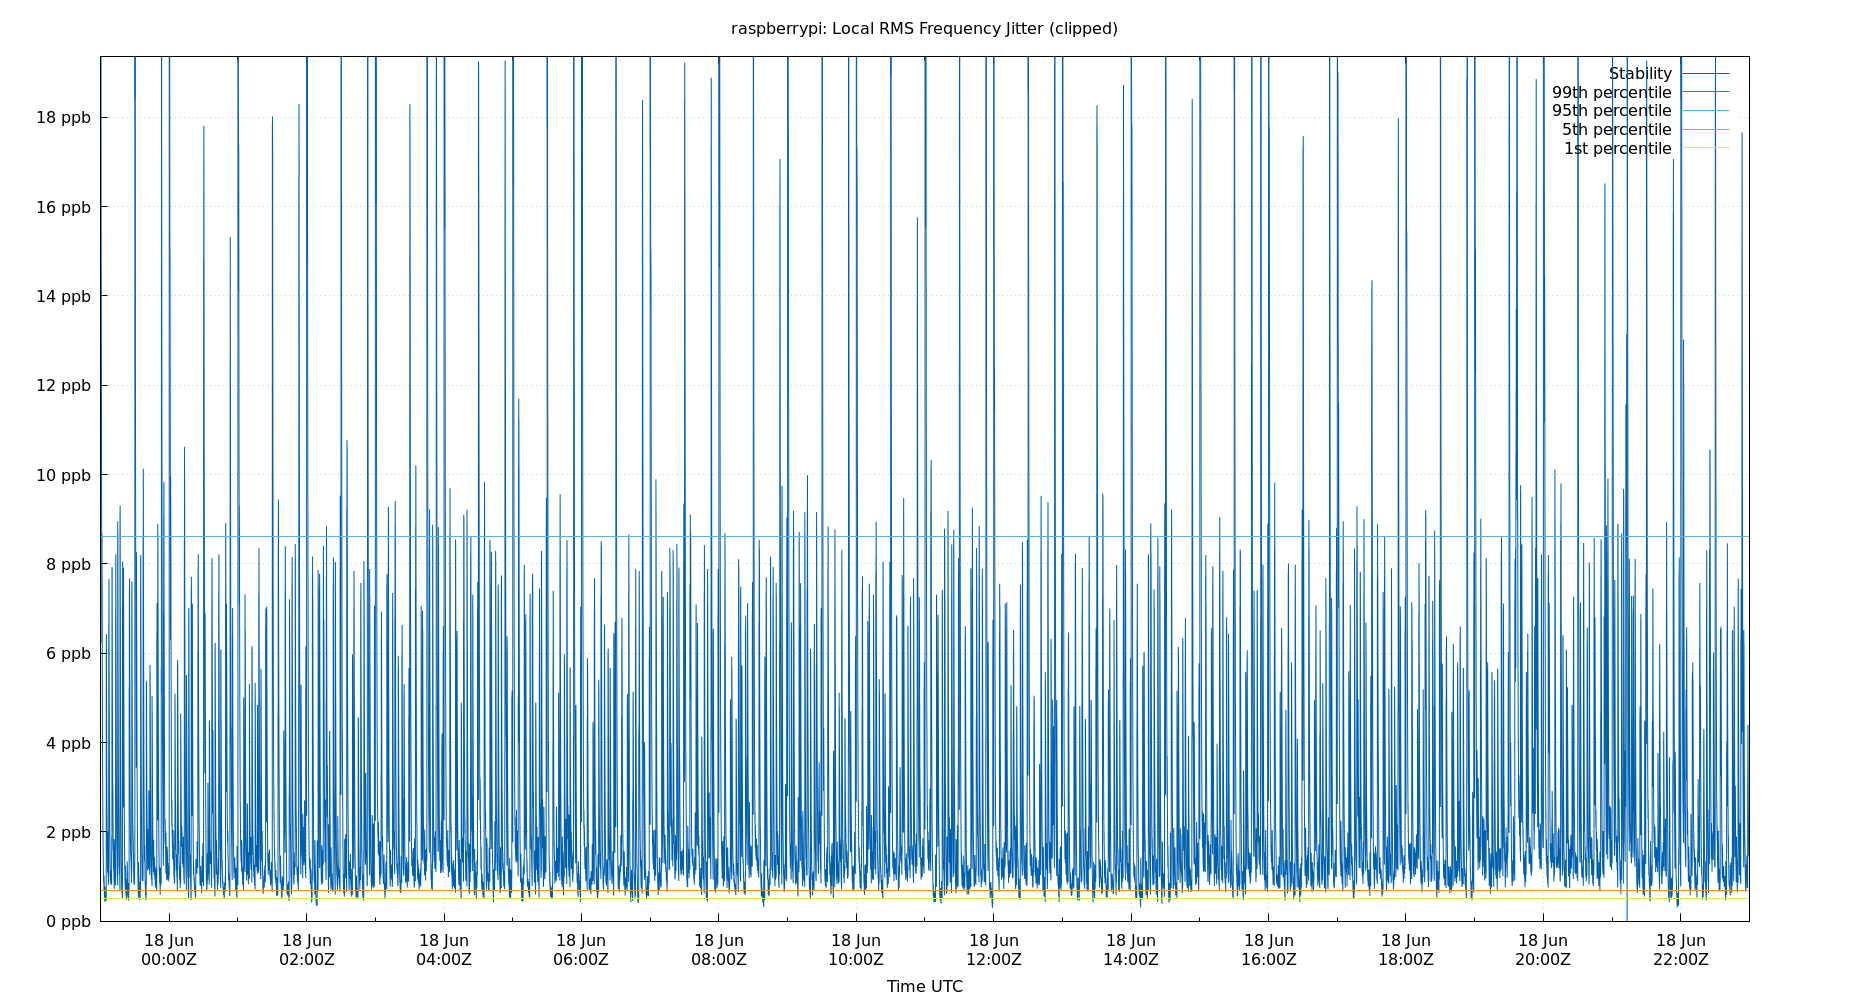 raspberrypi: Local RMS Frequency Jitter (clipped)
Stability
99th percentile
95th percentile
5th percentile
1st percentile
18 ppb
16 ppb
14 ppb
12 ppb
10 ppb
8 ppb
6 ppb
4 ppb
2 ppb
0 ppb
18 Jun 18 Jun 18 Jun 18 Jun 18 Jun 18 Jun 18 Jun 18 Jun 18 Jun 18 Jun 18 Jun 18 Jun
00:00Z 02:00Z 04:00Z 06:00Z 08:00Z 10:00Z 12:00Z 14:00Z 16:00Z 18:00Z 20:00Z 22:00Z
Time UTC